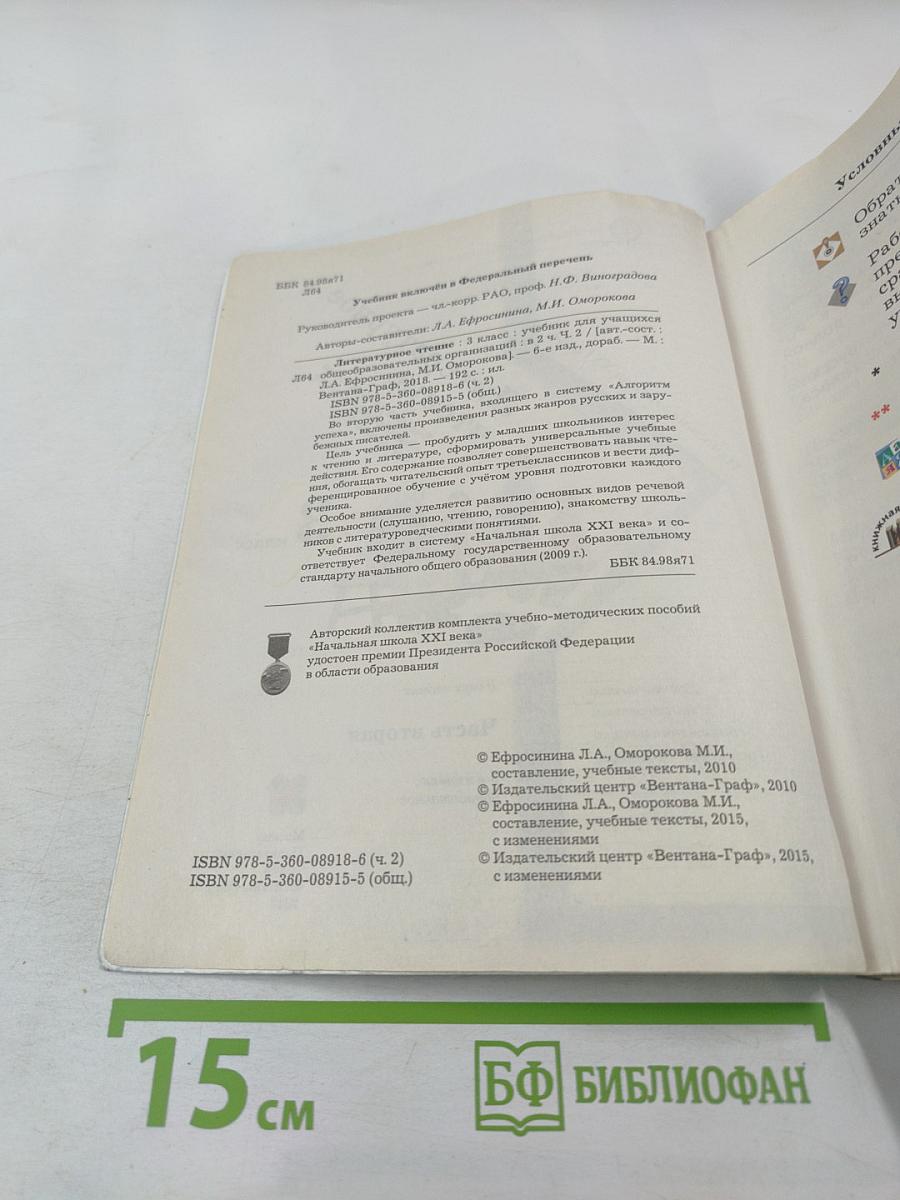 ББК 84.98я71
Л64
Учебник включён в Федеральный перечень
Руководитель проекта — чл.-корр. РАО, проф. Н.Ф. Виноградова
Авторы-составители: Л.А. Ефросинина, М.И. Оморокова
Литературное чтение : 3 класс : учебник для учащихся
Л64 общеобразовательных организаций : в 2 ч. Ч. 2 / [авт.-сост. :
Л.А. Ефросинина, М.И. Оморокова]. — 6-е изд., дораб. — М. :
Вентана-Граф, 2018. — 192 с. : ил.
ISBN 978-5-360-08918-6 (ч. 2)
ISBN 978-5-360-08915-5 (общ.)
Во вторую часть учебника, входящего в систему «Алгоритм
успеха», включены произведения разных жанров русских и зару-
бежных писателей.
Цель учебника — пробудить у младших школьников интерес
к чтению и литературе, сформировать универсальные учебные
действия. Его содержание позволяет совершенствовать навык чте-
ния, обогащать читательский опыт третьеклассников и вести диф-
ференцированное обучение с учётом уровня подготовки каждого
ученика.
Особое внимание уделяется развитию основных видов речевой
деятельности (слушанию, чтению, говорению), знакомству школь-
ников с литературоведческими понятиями.
Учебник входит в систему «Начальная школа XXI века» и со-
ответствует Федеральному государственному образовательному
стандарту начального общего образования (2009 г.).
ББК 84.98я71
Авторский коллектив комплекта учебно-методических пособий
«Начальная школа XXI века»
удостоен премии Президента Российской Федерации
в области образования
© Ефросинина Л.А., Оморокова М.И.,
составление, учебные тексты, 2010
© Издательский центр «Вентана-Граф», 2010
© Ефросинина Л.А., Оморокова М.И.,
составление, учебные тексты, 2015,
с изменениями
© Издательский центр «Вентана-Граф», 2015,
с изменениями
ISBN 978-5-360-08918-6 (ч. 2)
ISBN 978-5-360-08915-5 (общ.)
Часть вторая
Условны
Обрат
знать
Раб
пре
сра
вы
у
*
**
книжная
15 см
БФ БИБЛИОФАН